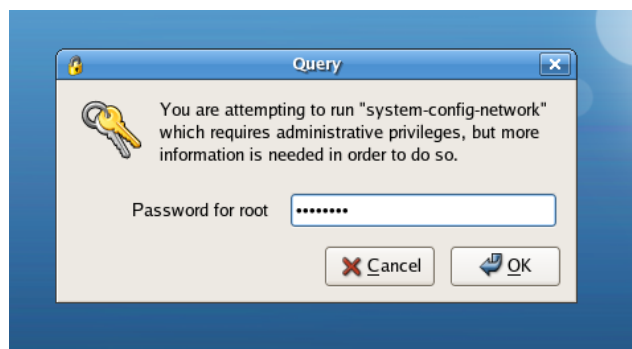 Query
You are attempting to run "system-config-network"
which requires administrative privileges, but more
information is needed in order to do so.
Password for root ••••••••
Cancel OK